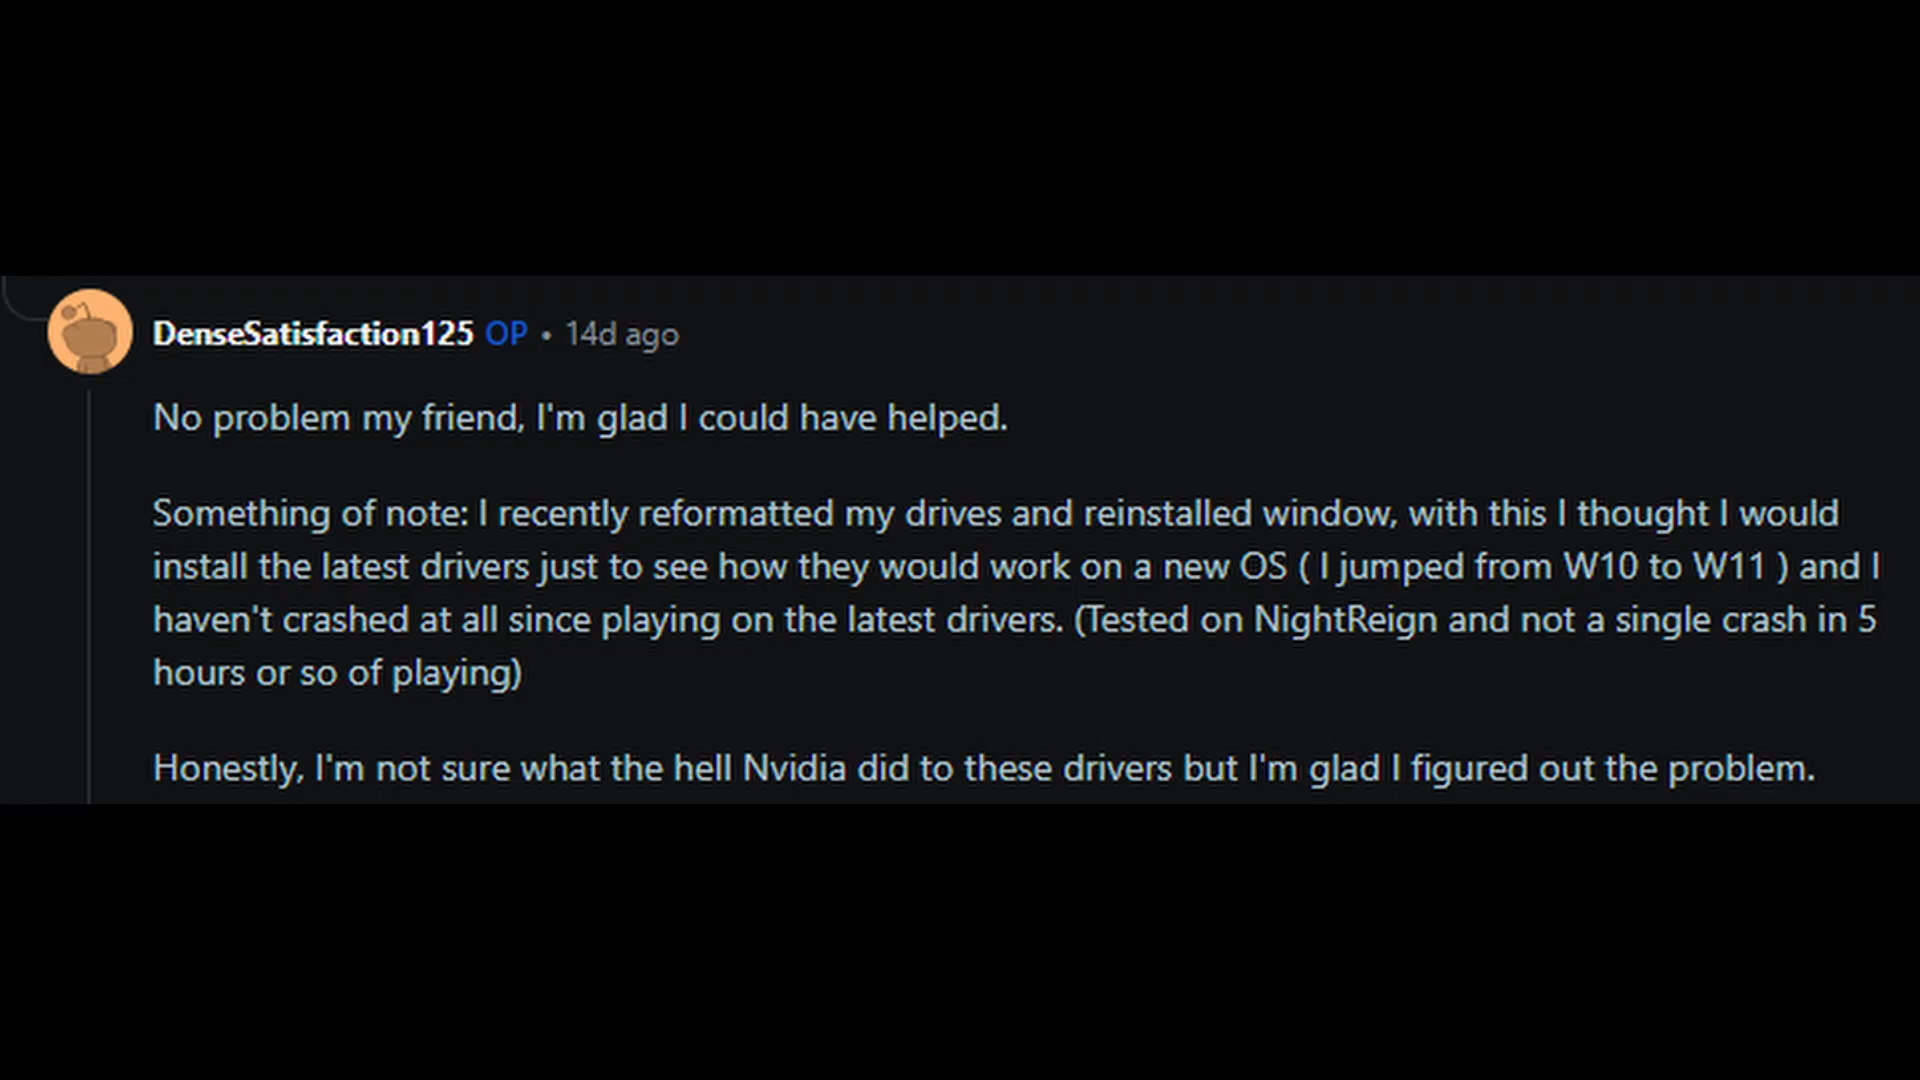 DenseSatisfaction125 OP • 14d ago
No problem my friend, I'm glad I could have helped.
Something of note: I recently reformatted my drives and reinstalled window, with this I thought I would
install the latest drivers just to see how they would work on a new OS ( I jumped from W10 to W11 ) and I
haven't crashed at all since playing on the latest drivers. (Tested on NightReign and not a single crash in 5
hours or so of playing)
Honestly, I'm not sure what the hell Nvidia did to these drivers but I'm glad I figured out the problem.